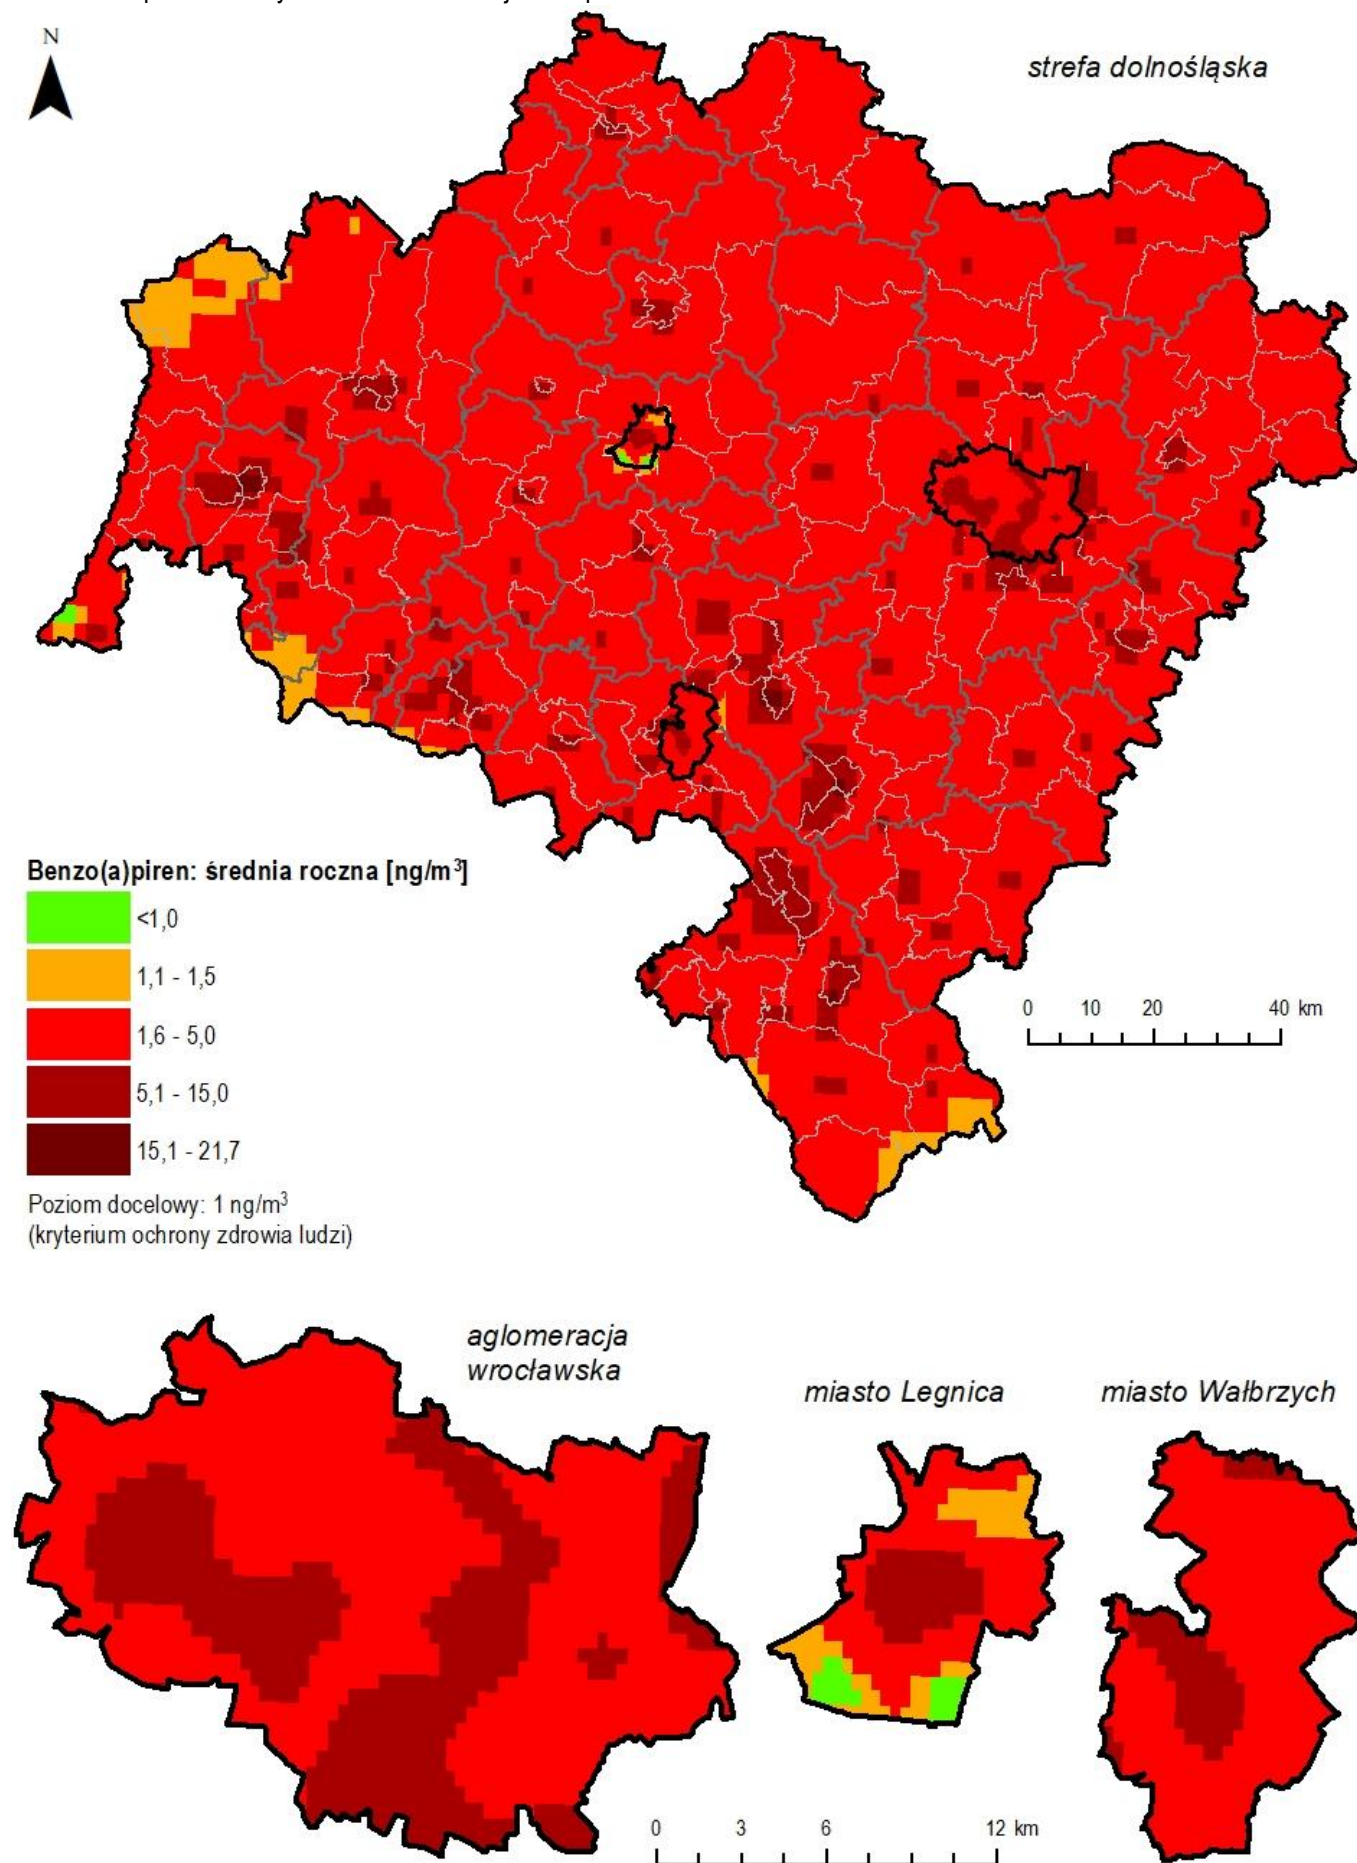 N
strefa dolnośląska
Benzo(a)piren: średnia roczna [ng/m³]
<1,0
1,1 - 1,5
1,6 - 5,0
5,1 - 15,0
15,1 - 21,7
Poziom docelowy: 1 ng/m³
(kryterium ochrony zdrowia ludzi)
0 10 20 40 km
aglomeracja
wrocławska
miasto Legnica
miasto Wałbrzych
0 3 6 12 km